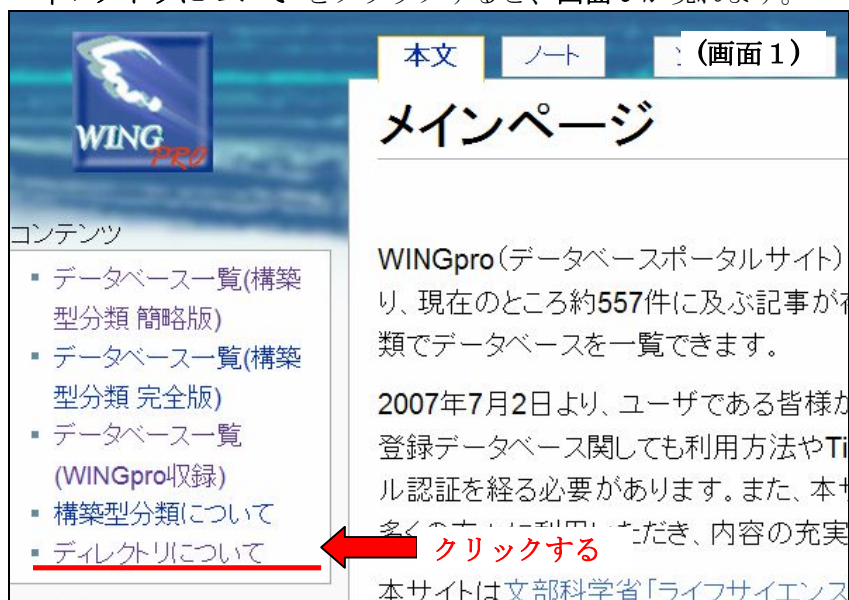 本文
ノート
(画面1)
WING
PRO
メインページ
コンテンツ
データベース一覧(構築
型分類 簡略版)
データベース一覧(構築
型分類 完全版)
データベース一覧
(WINGpro収録)
構築型分類について
ディレクトリについて
クリックする
WINGpro(データベースポータルサイト)
り、現在のところ約557件に及ぶ記事が
類でデータベースを一覧できます。
2007年7月2日より、ユーザである皆様が
登録データベース関しても利用方法やTi
ル認証を経る必要があります。また、本サ
ただき、内容の充実
本サイトは文部科学省「ライフサイエンス